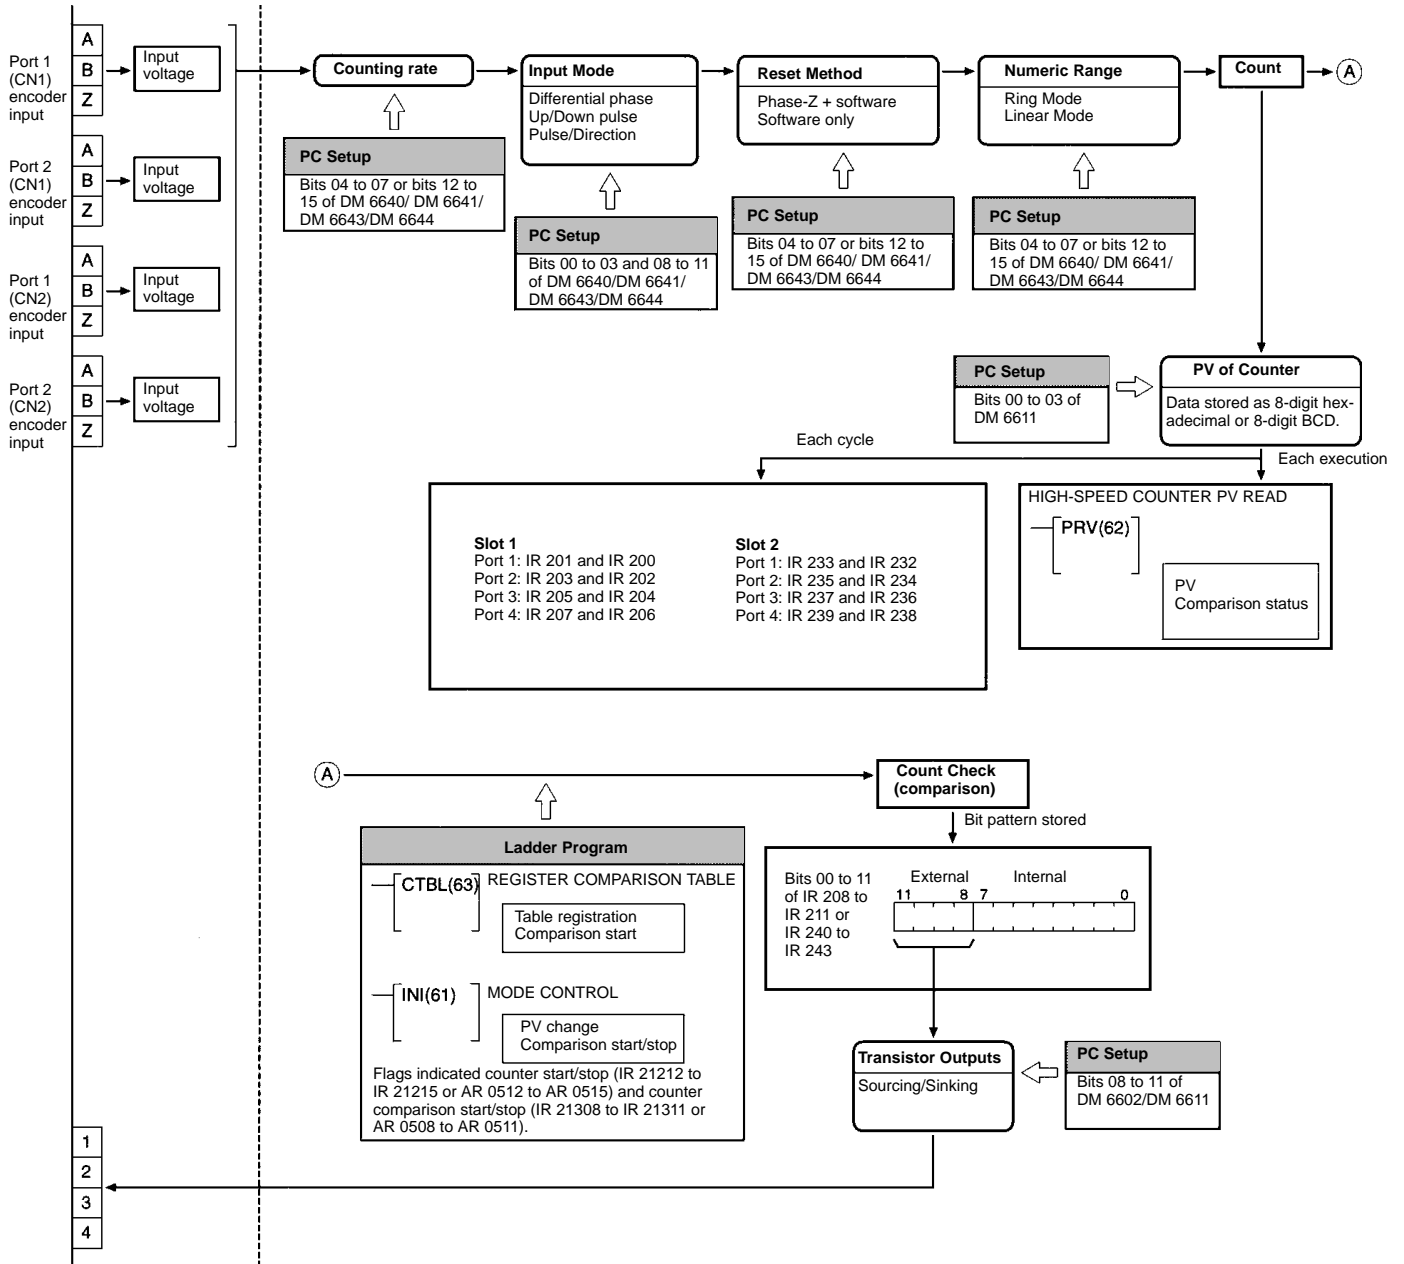 Port 1
(CN1)
encoder
input
A
B
Z
Input
voltage
Port 2
(CN1)
encoder
input
A
B
Z
Input
voltage
Port 1
(CN2)
encoder
input
A
B
Z
Input
voltage
Port 2
(CN2)
encoder
input
A
B
Z
Input
voltage
Counting rate
PC Setup
Bits 04 to 07 or bits 12 to
15 of DM 6640/ DM 6641/
DM 6643/DM 6644
Input Mode
Differential phase
Up/Down pulse
Pulse/Direction
PC Setup
Bits 00 to 03 and 08 to 11
of DM 6640/DM 6641/
DM 6643/DM 6644
Reset Method
Phase-Z + software
Software only
PC Setup
Bits 04 to 07 or bits 12 to
15 of DM 6640/ DM 6641/
DM 6643/DM 6644
Numeric Range
Ring Mode
Linear Mode
PC Setup
Bits 04 to 07 or bits 12 to
15 of DM 6640/ DM 6641/
DM 6643/DM 6644
Count
A
PC Setup
Bits 00 to 03 of
DM 6611
PV of Counter
Data stored as 8-digit hex-
adecimal or 8-digit BCD.
Each cycle
Each execution
Slot 1
Port 1: IR 201 and IR 200
Port 2: IR 203 and IR 202
Port 3: IR 205 and IR 204
Port 4: IR 207 and IR 206
Slot 2
Port 1: IR 233 and IR 232
Port 2: IR 235 and IR 234
Port 3: IR 237 and IR 236
Port 4: IR 239 and IR 238
HIGH-SPEED COUNTER PV READ
PRV(62)
PV
Comparison status
A
Count Check
(comparison)
Bit pattern stored
Ladder Program
CTBL(63) REGISTER COMPARISON TABLE
Table registration
Comparison start
INI(61) MODE CONTROL
PV change
Comparison start/stop
Flags indicated counter start/stop (IR 21212 to
IR 21215 or AR 0512 to AR 0515) and counter
comparison start/stop (IR 21308 to IR 21311 or
AR 0508 to AR 0511).
Bits 00 to 11
of IR 208 to
IR 211 or
IR 240 to
IR 243
External Internal
11 8 7 0
Transistor Outputs
Sourcing/Sinking
PC Setup
Bits 08 to 11 of
DM 6602/DM 6611
1
2
3
4